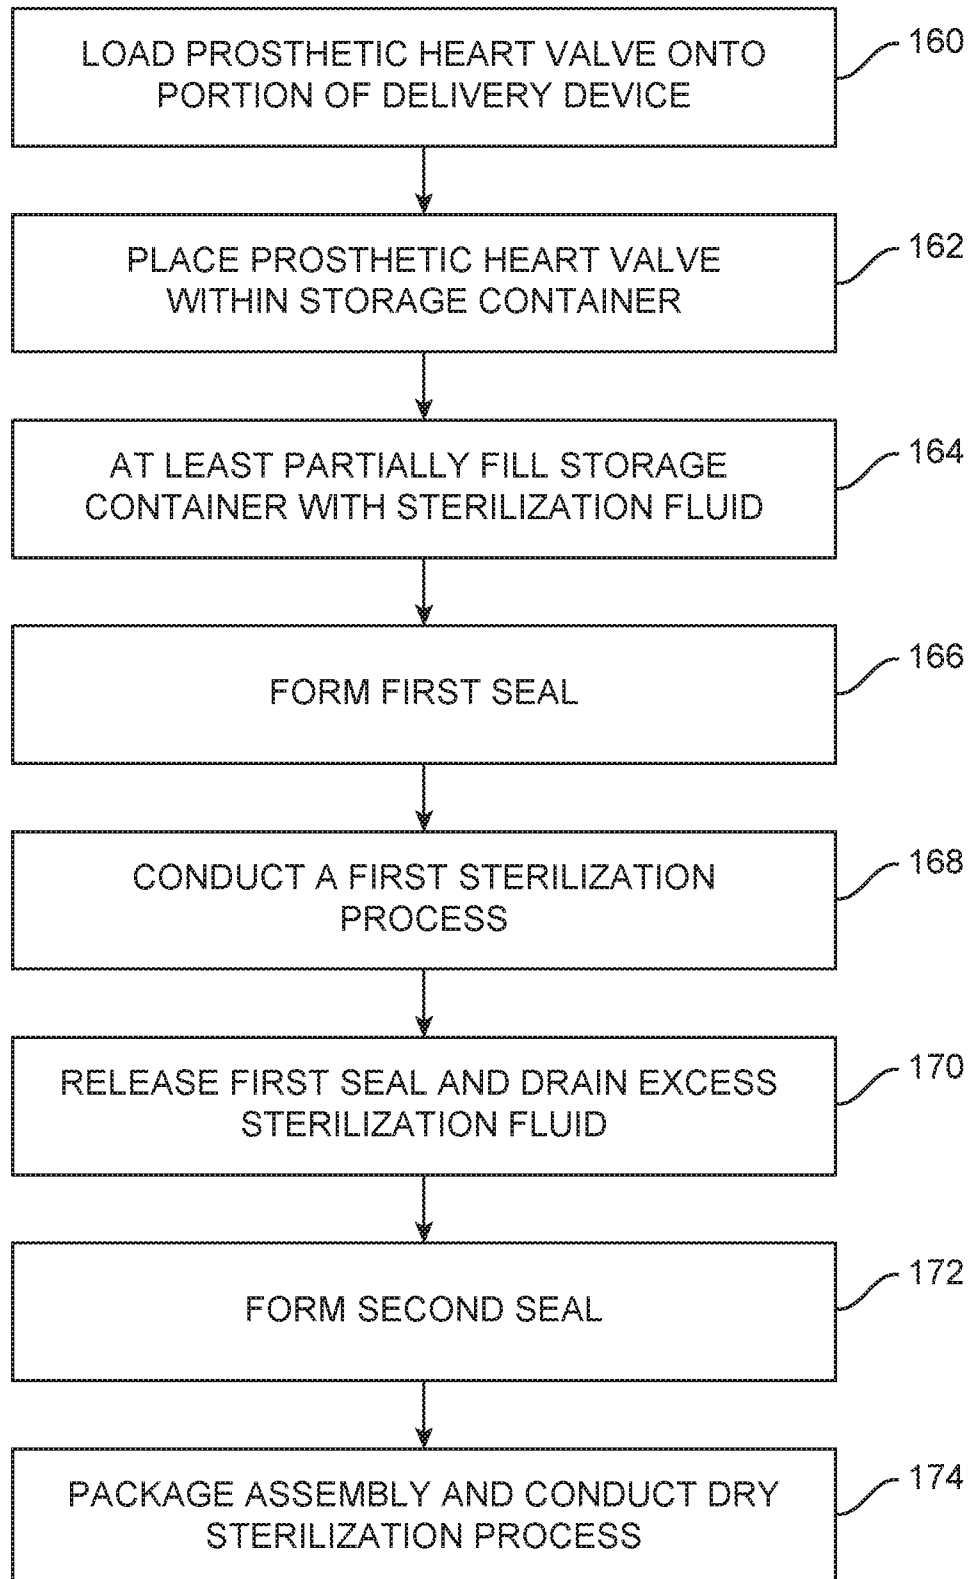 LOAD PROSTHETIC HEART VALVE ONTO
PORTION OF DELIVERY DEVICE
160
PLACE PROSTHETIC HEART VALVE
WITHIN STORAGE CONTAINER
162
AT LEAST PARTIALLY FILL STORAGE
CONTAINER WITH STERILIZATION FLUID
164
FORM FIRST SEAL
166
CONDUCT A FIRST STERILIZATION
PROCESS
168
RELEASE FIRST SEAL AND DRAIN EXCESS
STERILIZATION FLUID
170
FORM SECOND SEAL
172
PACKAGE ASSEMBLY AND CONDUCT DRY
STERILIZATION PROCESS
174